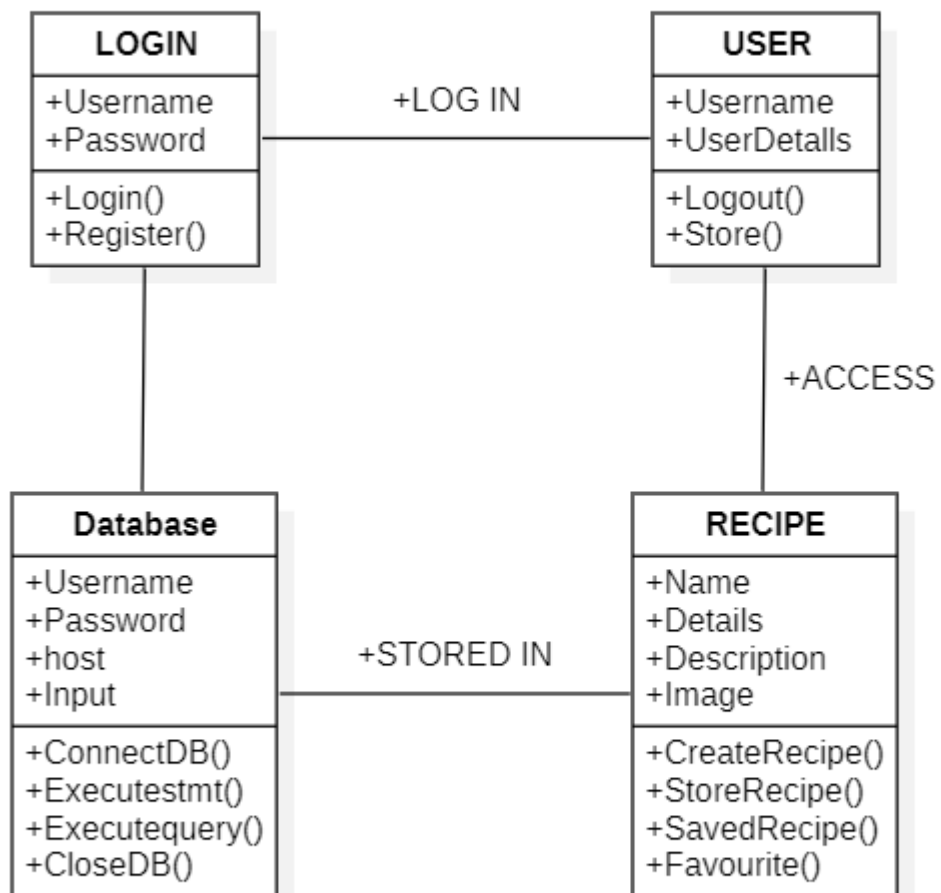 LOGIN
+Username
+Password
+Login()
+Register()
+LOG IN
USER
+Username
+UserDetalls
+Logout()
+Store()
+ACCESS
Database
+Username
+Password
+host
+Input
+ConnectDB()
+Executestmt()
+Executequery()
+CloseDB()
+STORED IN
RECIPE
+Name
+Details
+Description
+Image
+CreateRecipe()
+StoreRecipe()
+SavedRecipe()
+Favourite()